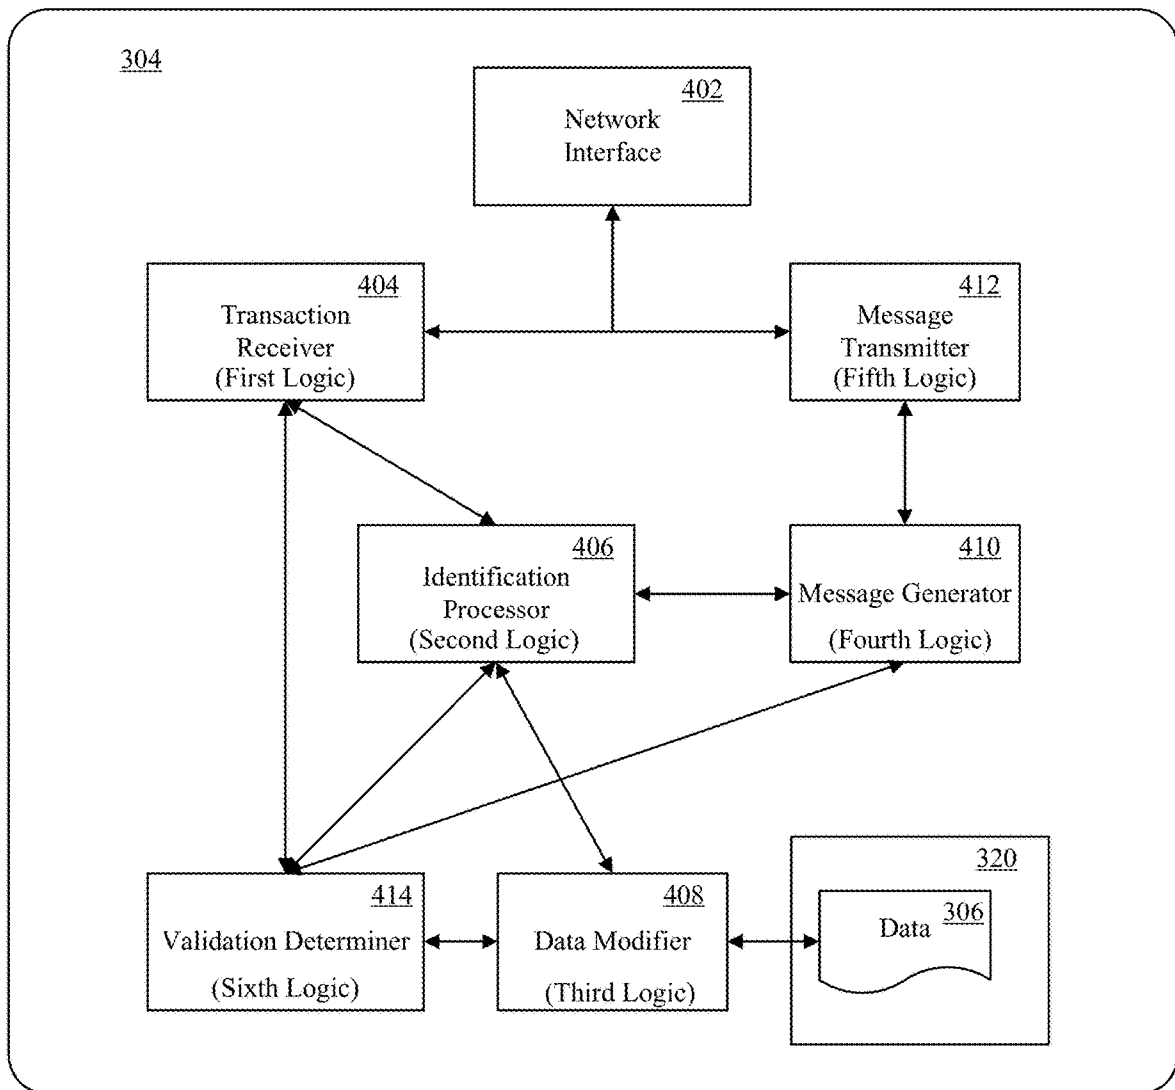 304
402
Network
Interface
404
Transaction
Receiver
(First Logic)
412
Message
Transmitter
(Fifth Logic)
406
Identification
Processor
(Second Logic)
410
Message Generator
(Fourth Logic)
414
Validation Determiner
(Sixth Logic)
408
Data Modifier
(Third Logic)
320
306
Data